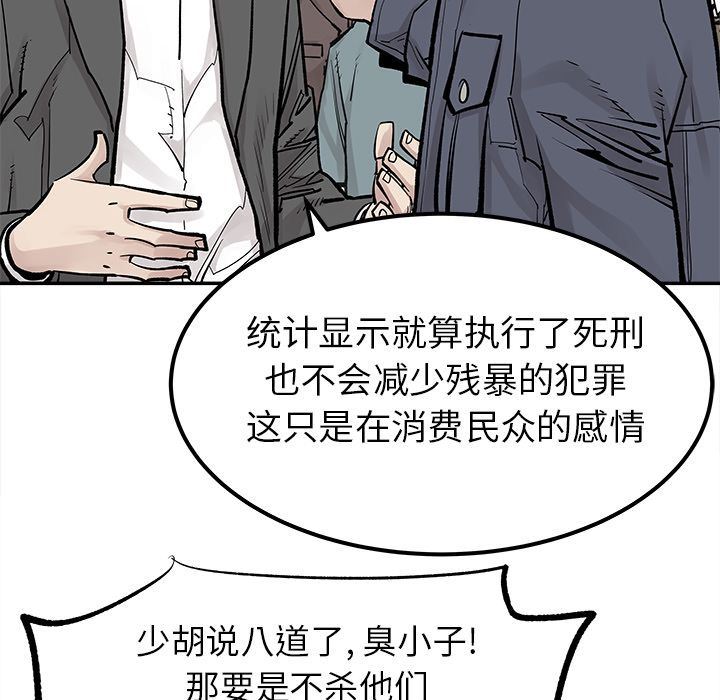 统计显示就算执行了死刑
也不会减少残暴的犯罪
这只是在消费民众的感情
少胡说八道了, 臭小子!
那要是不杀他们